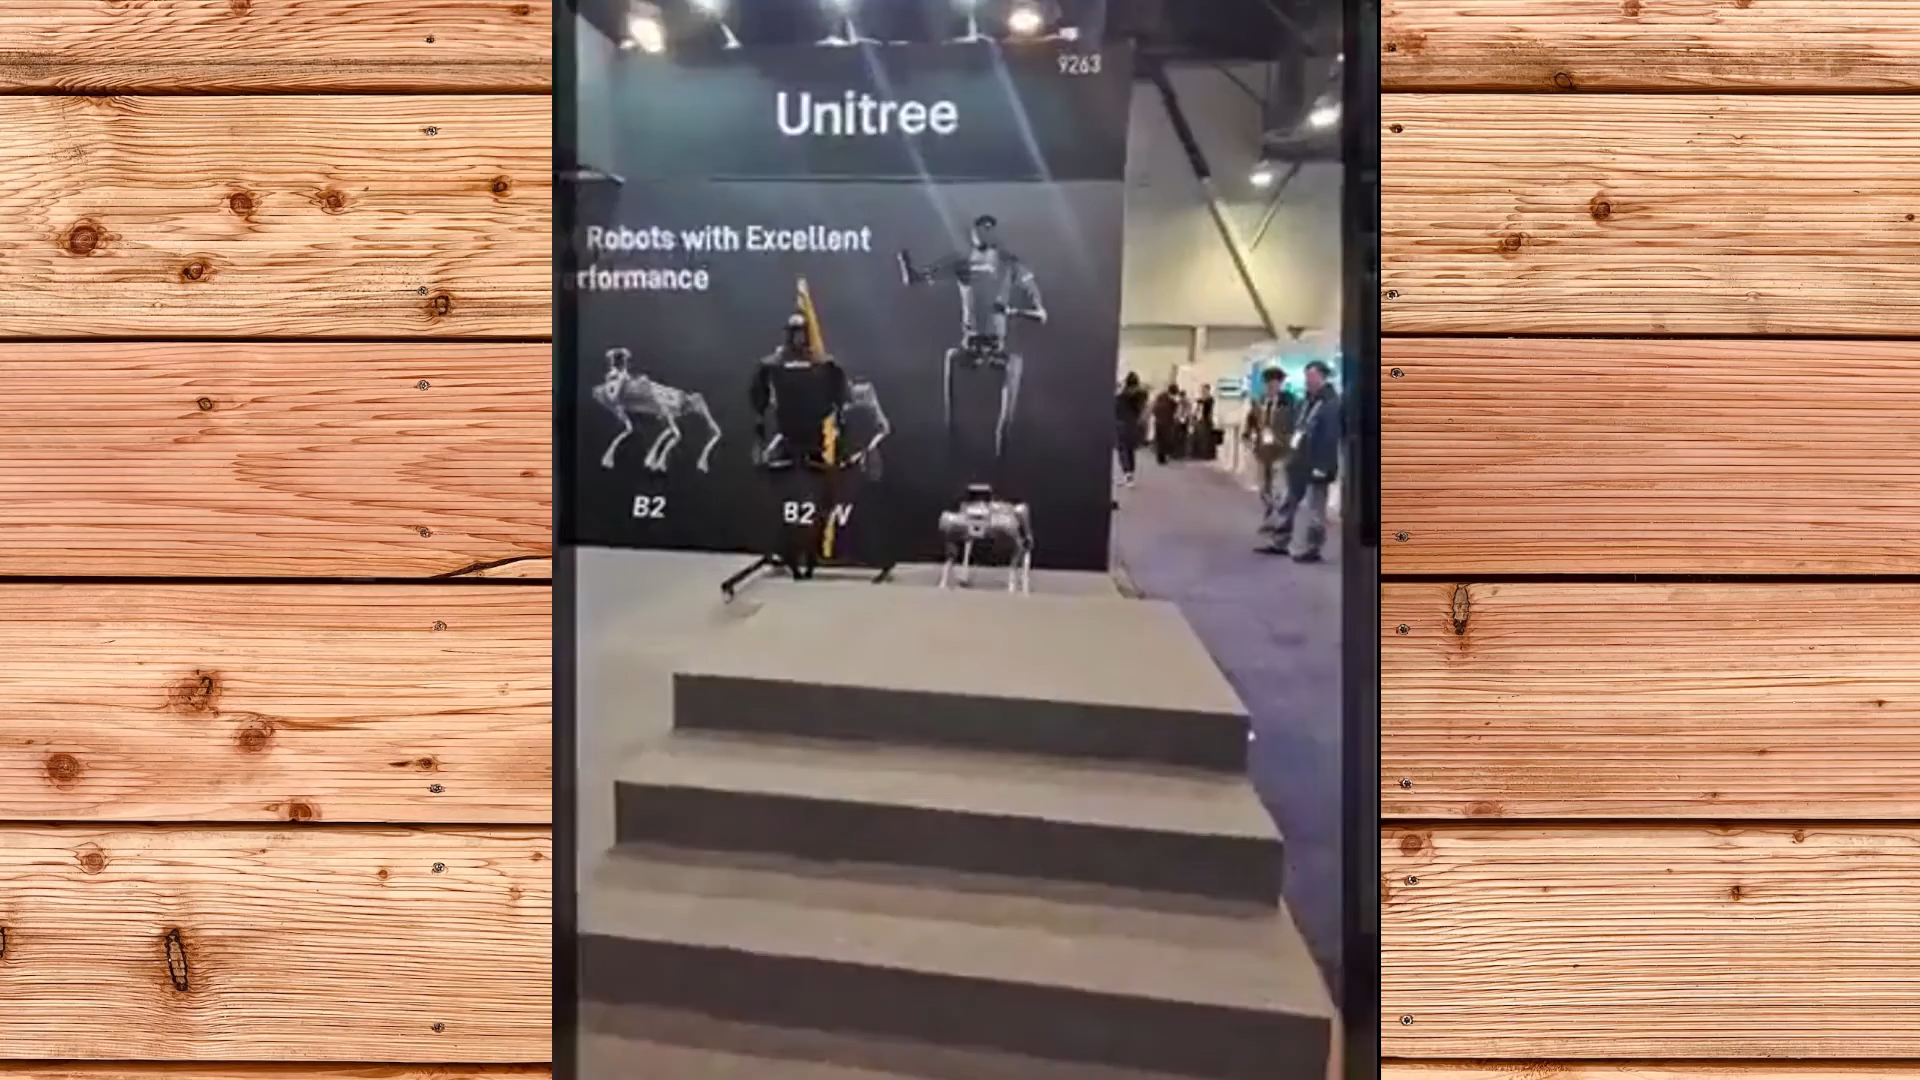 9263
Unitree
Robots with Excellent
rformance
B2
B2 W